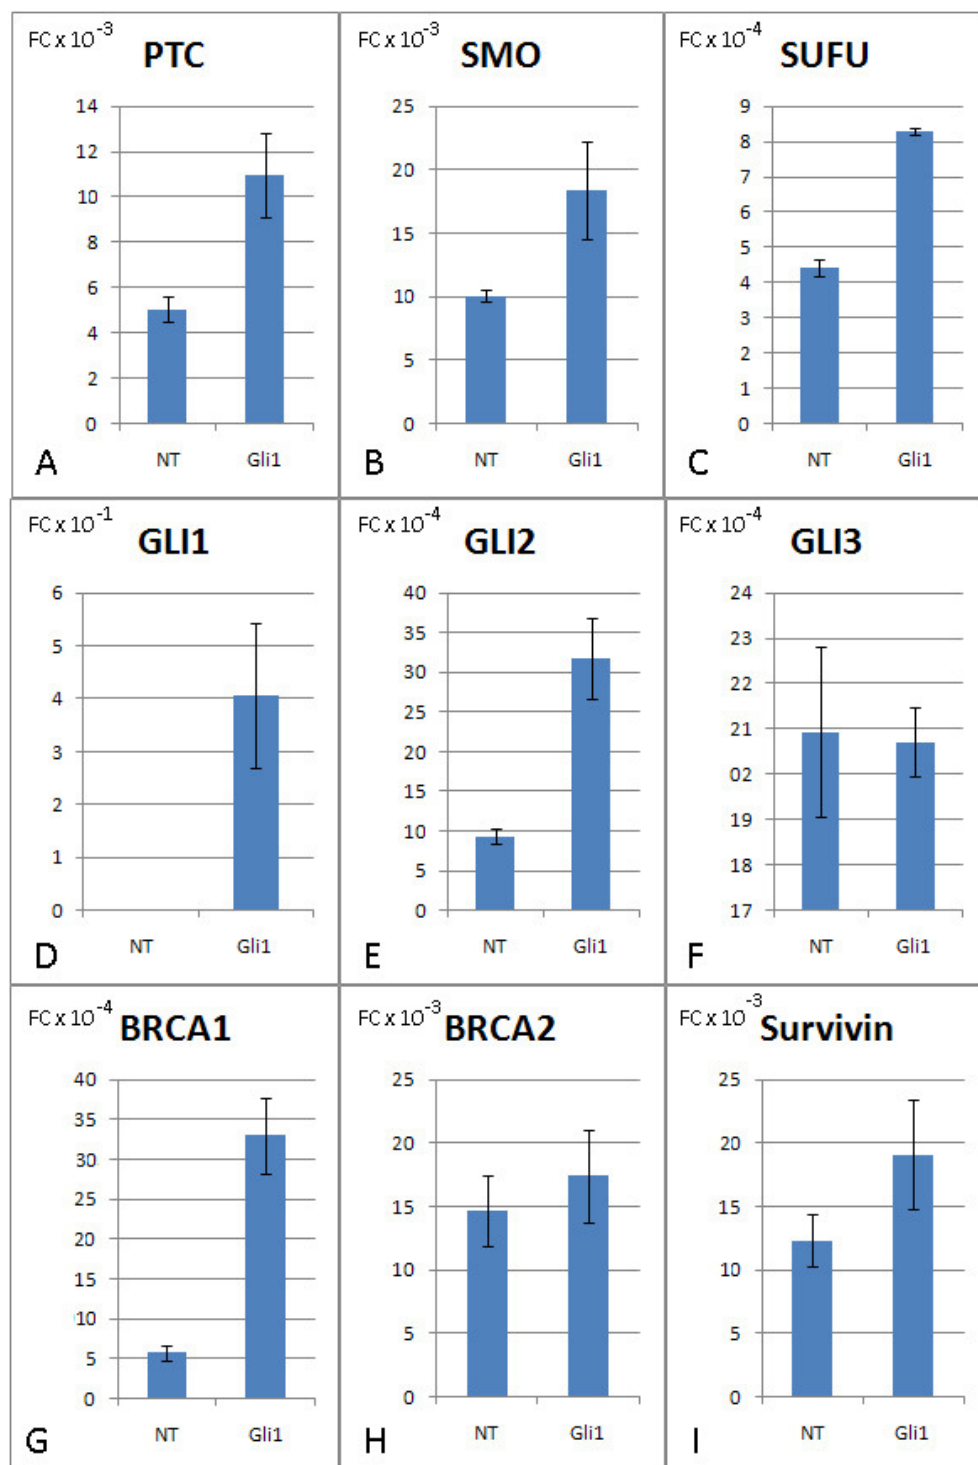 FC x 10⁻³
PTC
14
12
10
8
6
4
2
0
NT Gli1
A
FC x 10⁻³
SMO
25
20
15
10
5
0
NT Gli1
B
FC x 10⁻⁴
SUFU
9
8
7
6
5
4
3
2
1
0
NT Gli1
C
FC x 10⁻¹
GLI1
6
5
4
3
2
1
0
NT Gli1
D
FC x 10⁻⁴
GLI2
40
35
30
25
20
15
10
5
0
NT Gli1
E
FC x 10⁻⁴
GLI3
24
23
22
21
02
19
18
17
NT Gli1
F
FC x 10⁻⁴
BRCA1
40
35
30
25
20
15
10
5
0
NT Gli1
G
FC x 10⁻³
BRCA2
25
20
15
10
5
0
NT Gli1
H
FC x 10⁻³
Survivin
25
20
15
10
5
0
NT Gli1
I